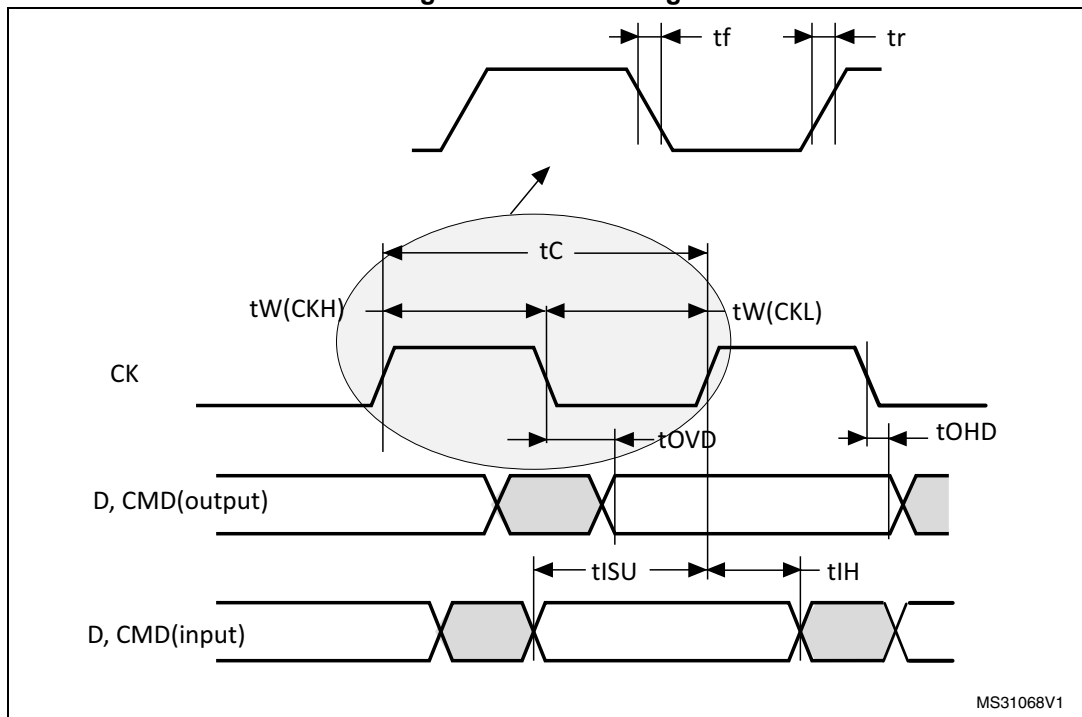 tf
tr
tC
tW(CKH)
tW(CKL)
CK
tOVD
tOHD
D, CMD(output)
tISU
tIH
D, CMD(input)
MS31068V1